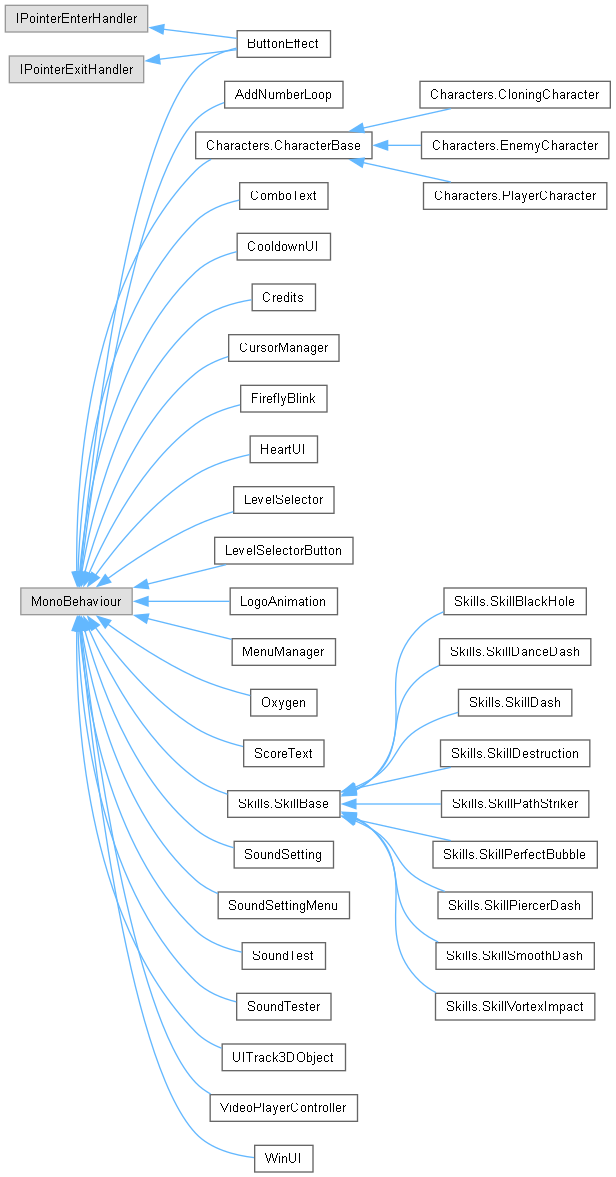 IPointerEnterHandler
ButtonEffect
IPointerExitHandler
AddNumberLoop
Characters.CloningCharacter
Characters.CharacterBase
Characters.EnemyCharacter
ComboText
Characters.PlayerCharacter
CooldownUI
Credits
CursorManager
FireflyBlink
HeartUI
LevelSelector
LevelSelectorButton
MonoBehaviour
LogoAnimation
Skills.SkillBlackHole
MenuManager
Skills.SkillDanceDash
Oxygen
Skills.SkillDash
ScoreText
Skills.SkillDestruction
Skills.SkillBase
Skills.SkillPathStriker
SoundSetting
Skills.SkillPerfectBubble
SoundSettingMenu
Skills.SkillPiercerDash
SoundTest
Skills.SkillSmoothDash
SoundTester
Skills.SkillVortexImpact
UITrack3DObject
VideoPlayerController
WinUI